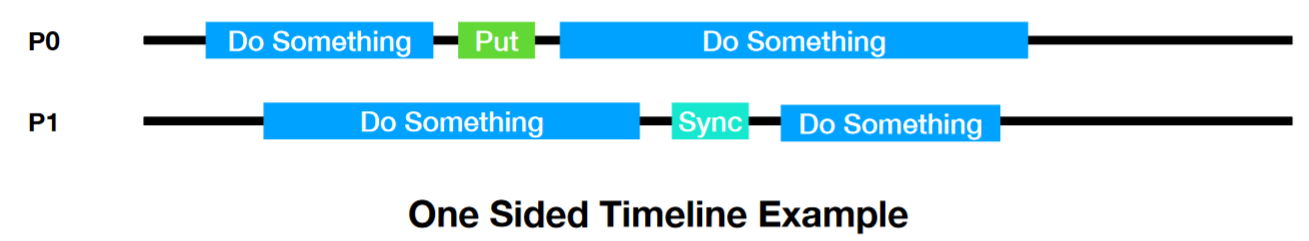 P0 Do Something Put Do Something
P1 Do Something Sync Do Something
One Sided Timeline Example